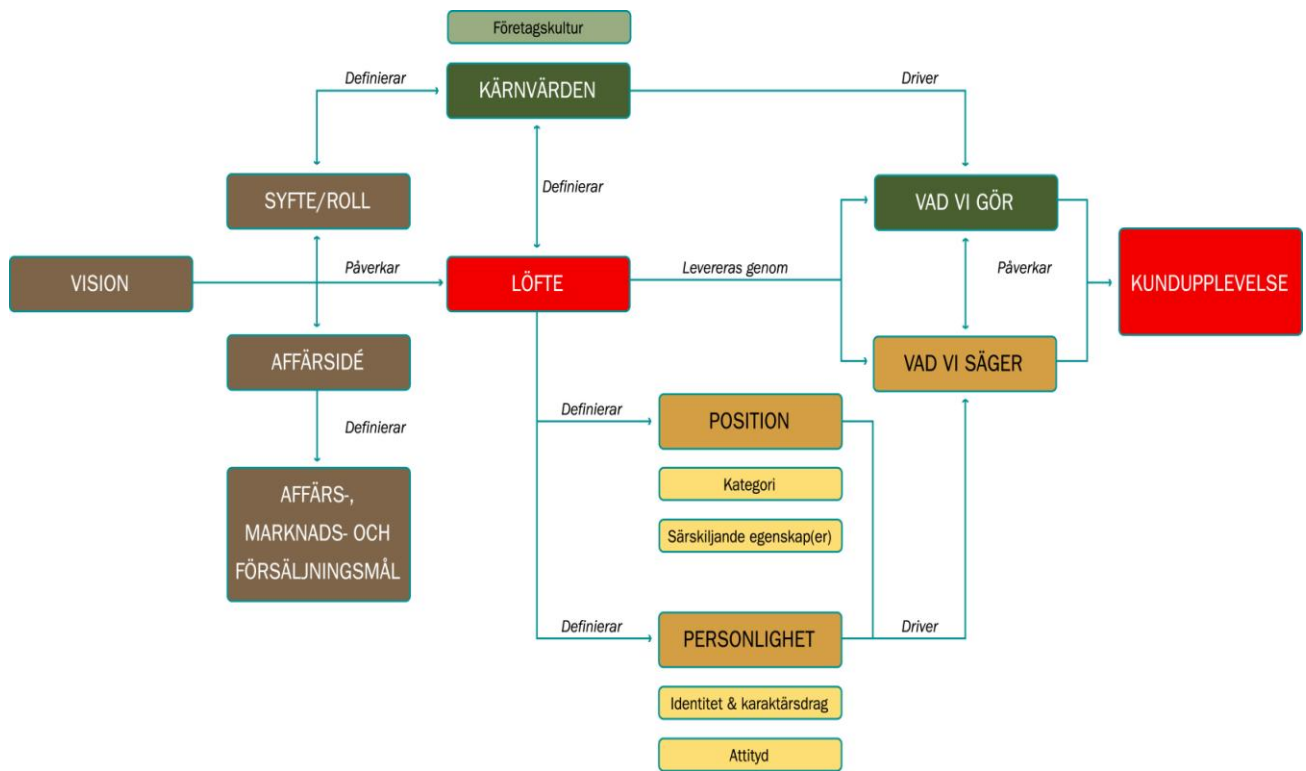 Företagskultur
Definierar
KÄRNVÄRDEN
Driver
SYFTE/ROLL
Definierar
VAD VI GÖR
VISION
Påverkar
LÖFTE
Levereras genom
Påverkar
KUNDUPPLEVELSE
AFFÄRSIDÉ
VAD VI SÄGER
Definierar
Definierar
POSITION
Kategori
Särskiljande egenskap(er)
AFFÄRS-,
MARKNADS- OCH
FÖRSÄLJNINGSMÅL
Definierar
PERSONLIGHET
Driver
Identitet & karaktärsdrag
Attityd